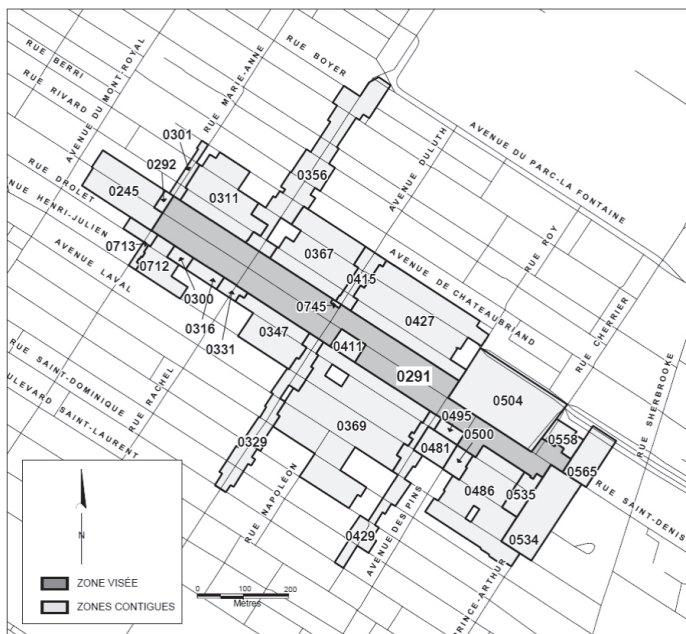 RUE BOYER
RUE BERRI
AVENUE DU MONT-ROYAL
RUE MARIE-ANNE
RUE RIVARD
AVENUE DULUTH
AVENUE DU PARC-LA FONTAINE
0301
0292
0356
RUE DROLET
0245
0311
RUE ROY
NUE HENRI-JULIEN
0367
AVENUE DE CHATEAUBRIAND
AVENUE LAVAL
0713
0712
0415
RUE CHERRIER
0300
0745
0427
0316
0331
0347
0411
0291
RUE SHERBROOKE
RUE SAINT-DOMINIQUE
RUE RACHEL
0504
OULEVARD SAINT-LAURENT
0495
0500
0369
0558
0329
0481
0565
0486
0535
RUE SAINT-DENIS
RUE NAPOLÉON
AVENUE DES PINS
0534
0429
PRINCE-ARTHUR
N
ZONE VISÉE
ZONES CONTIGUES
0 100 200
Mètres